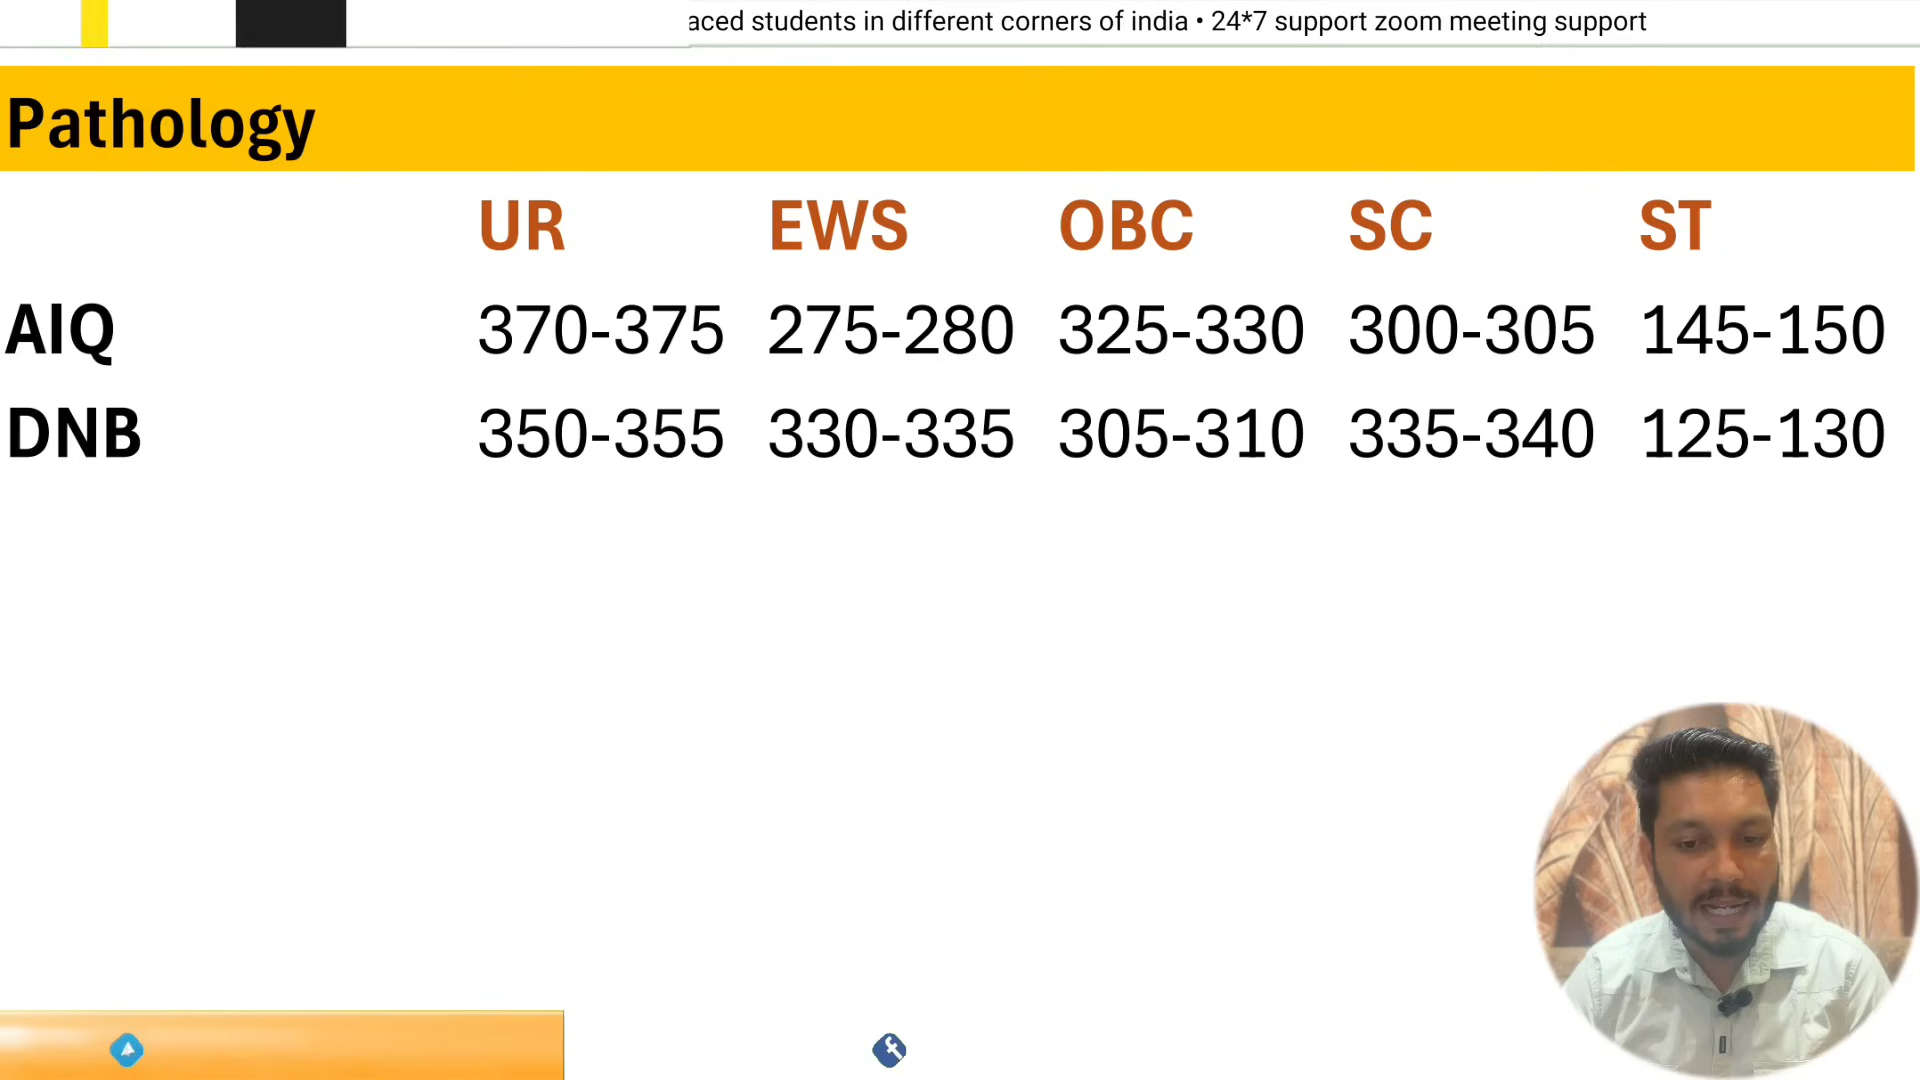 students in different corners of india • 24*7 support zoom meeting support
Pathology
UR EWS OBC SC ST
AIQ 370-375 275-280 325-330 300-305 145-150
DNB 350-355 330-335 305-310 335-340 125-130